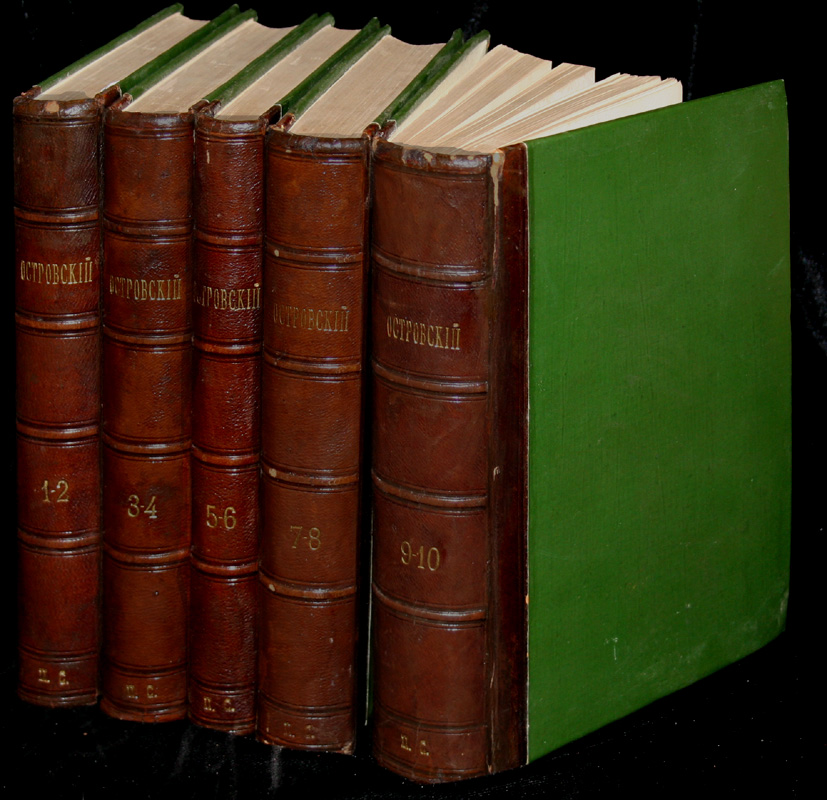 ОСТРОВСКІЙ
1-2
П. С.
ОСТРОВСКІЙ
3-4
П. С.
ОСТРОВСКІЙ
5-6
П. С.
ОСТРОВСКІЙ
7-8
П. С.
ОСТРОВСКІЙ
9-10
П. С.